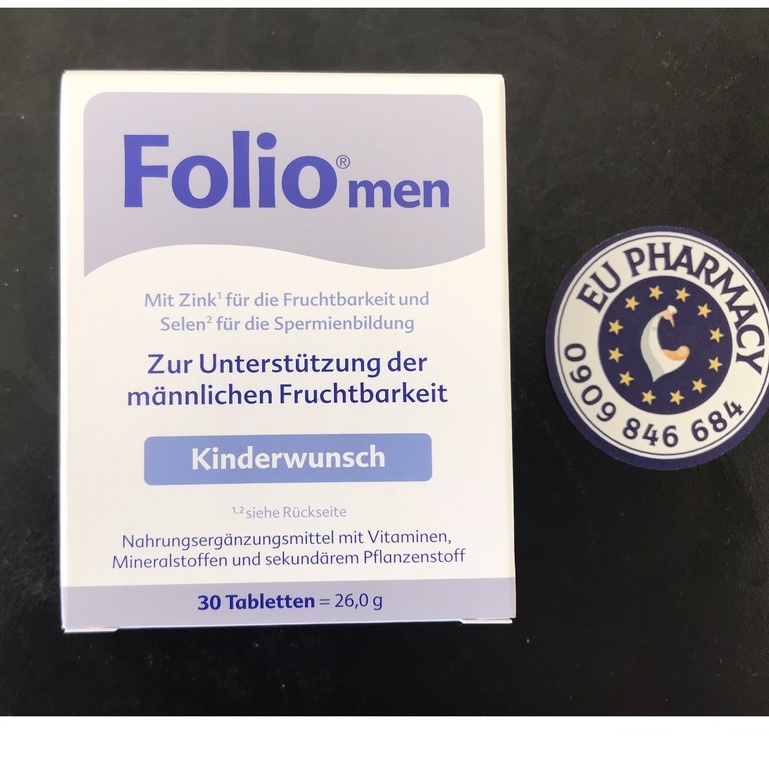 Folio® men
Mit Zink¹ für die Fruchtbarkeit und
Selen² für die Spermienbildung
Zur Unterstützung der
männlichen Fruchtbarkeit
Kinderwunsch
¹,² siehe Rückseite
Nahrungsergänzungsmittel mit Vitaminen,
Mineralstoffen und sekundärem Pflanzenstoff
30 Tabletten = 26,0 g
EU PHARMACY
0909 846 684